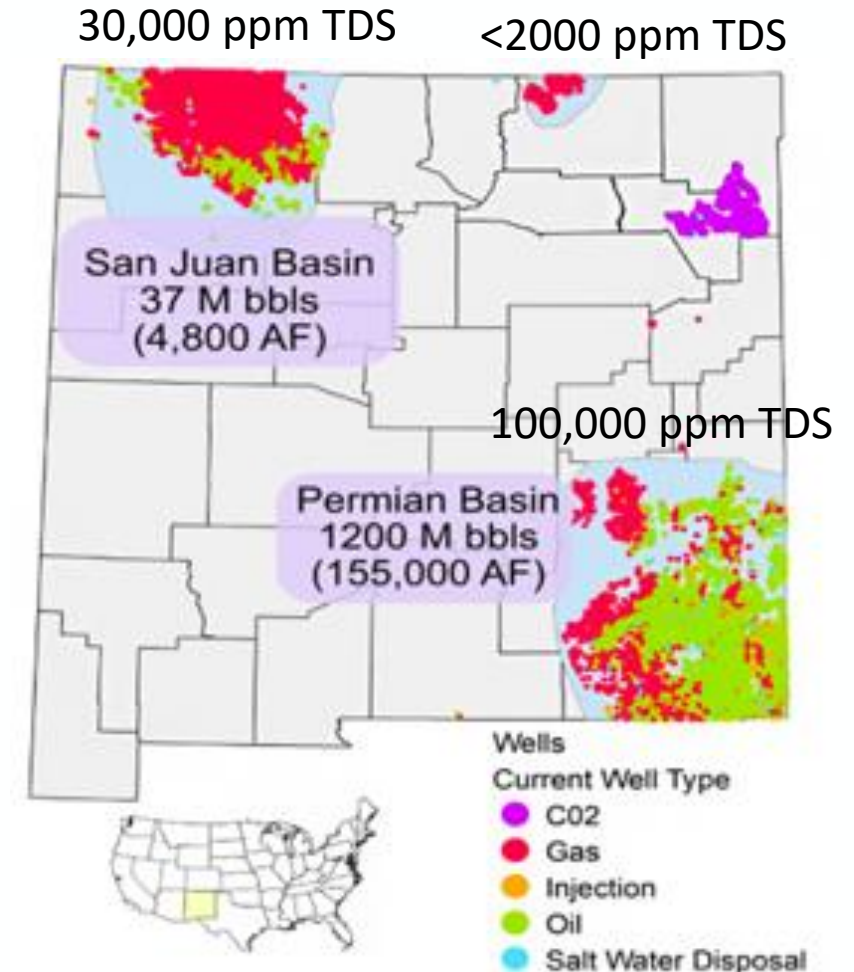 30,000 ppm TDS
<2000 ppm TDS
San Juan Basin
37 M bbls
(4,800 AF)
100,000 ppm TDS
Permian Basin
1200 M bbls
(155,000 AF)
Wells
Current Well Type
C02
Gas
Injection
Oil
Salt Water Disposal